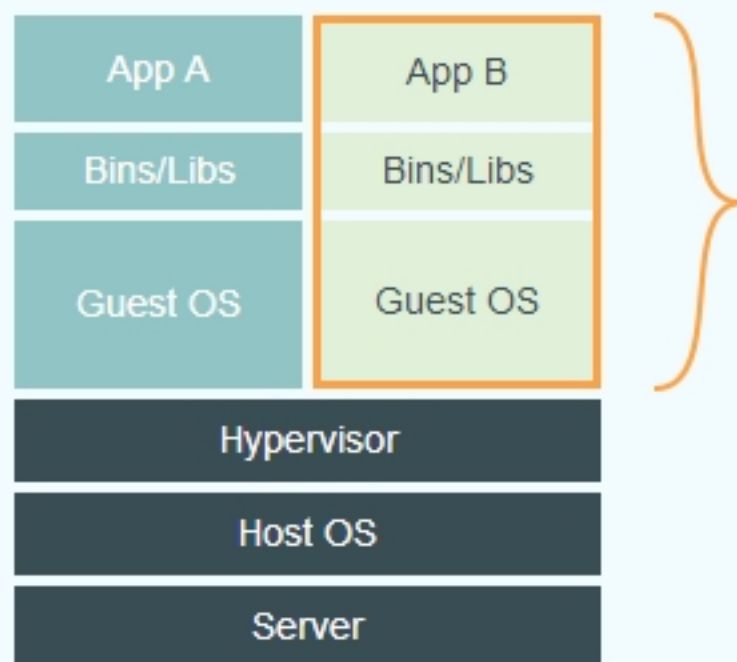 App A
App B
Bins/Libs
Bins/Libs
Guest OS
Guest OS
Hypervisor
Host OS
Server